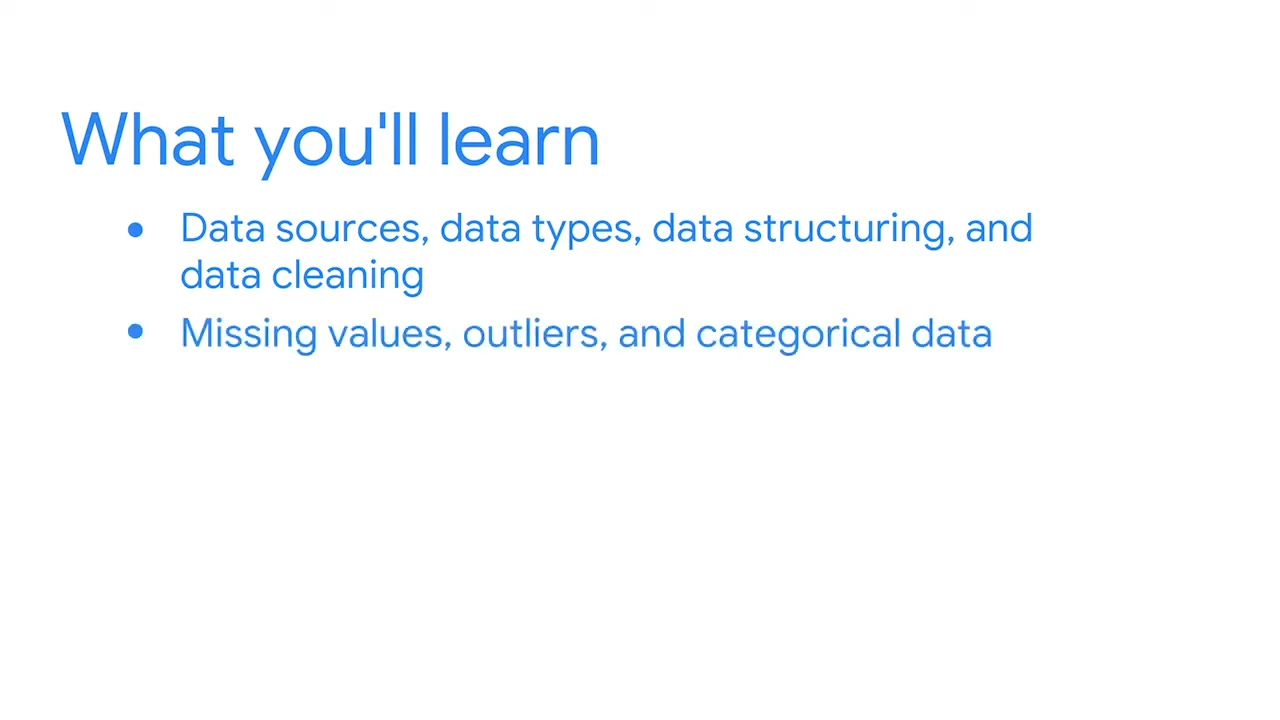 What you'll learn
● Data sources, data types, data structuring, and
data cleaning
● Missing values, outliers, and categorical data